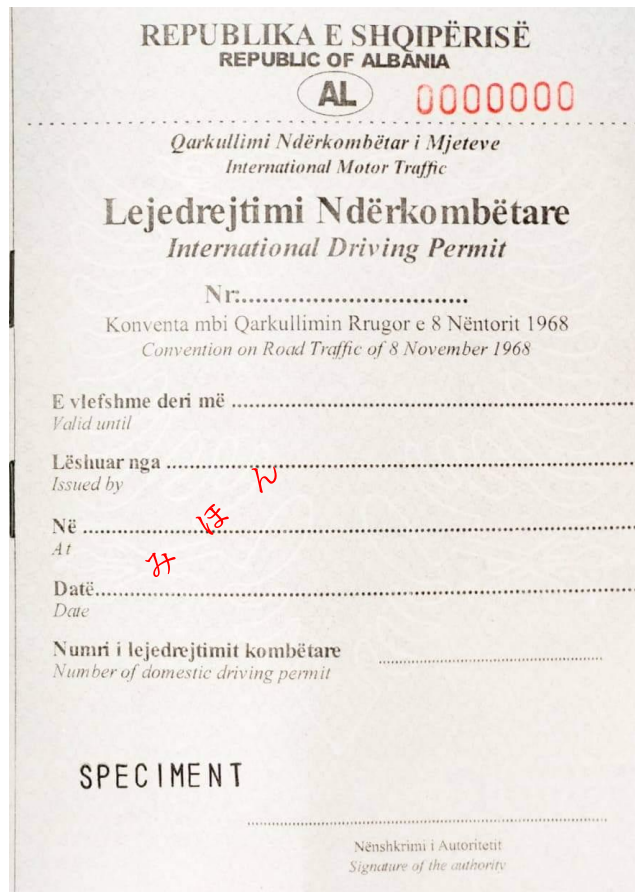 REPUBLIKA E SHQIPËRISË
REPUBLIC OF ALBANIA
AL 0000000
Qarkullimi Ndërkombëtar i Mjeteve
International Motor Traffic
Lejedrejtimi Ndërkombëtare
International Driving Permit
Nr:..........................................
Konventa mbi Qarkullimin Rrugor e 8 Nëntorit 1968
Convention on Road Traffic of 8 November 1968
E vlefshme deri më ..........................................
Valid until
Lëshuar nga ..........................................
Issued by
Në ..........................................
At
Datë..........................................
Date
みほん
Numri i lejedrejtimit kombëtare ..........................................
Number of domestic driving permit
SPECIMENT
..........................................
Nënshkrimi i Autoritetit
Signature of the authority